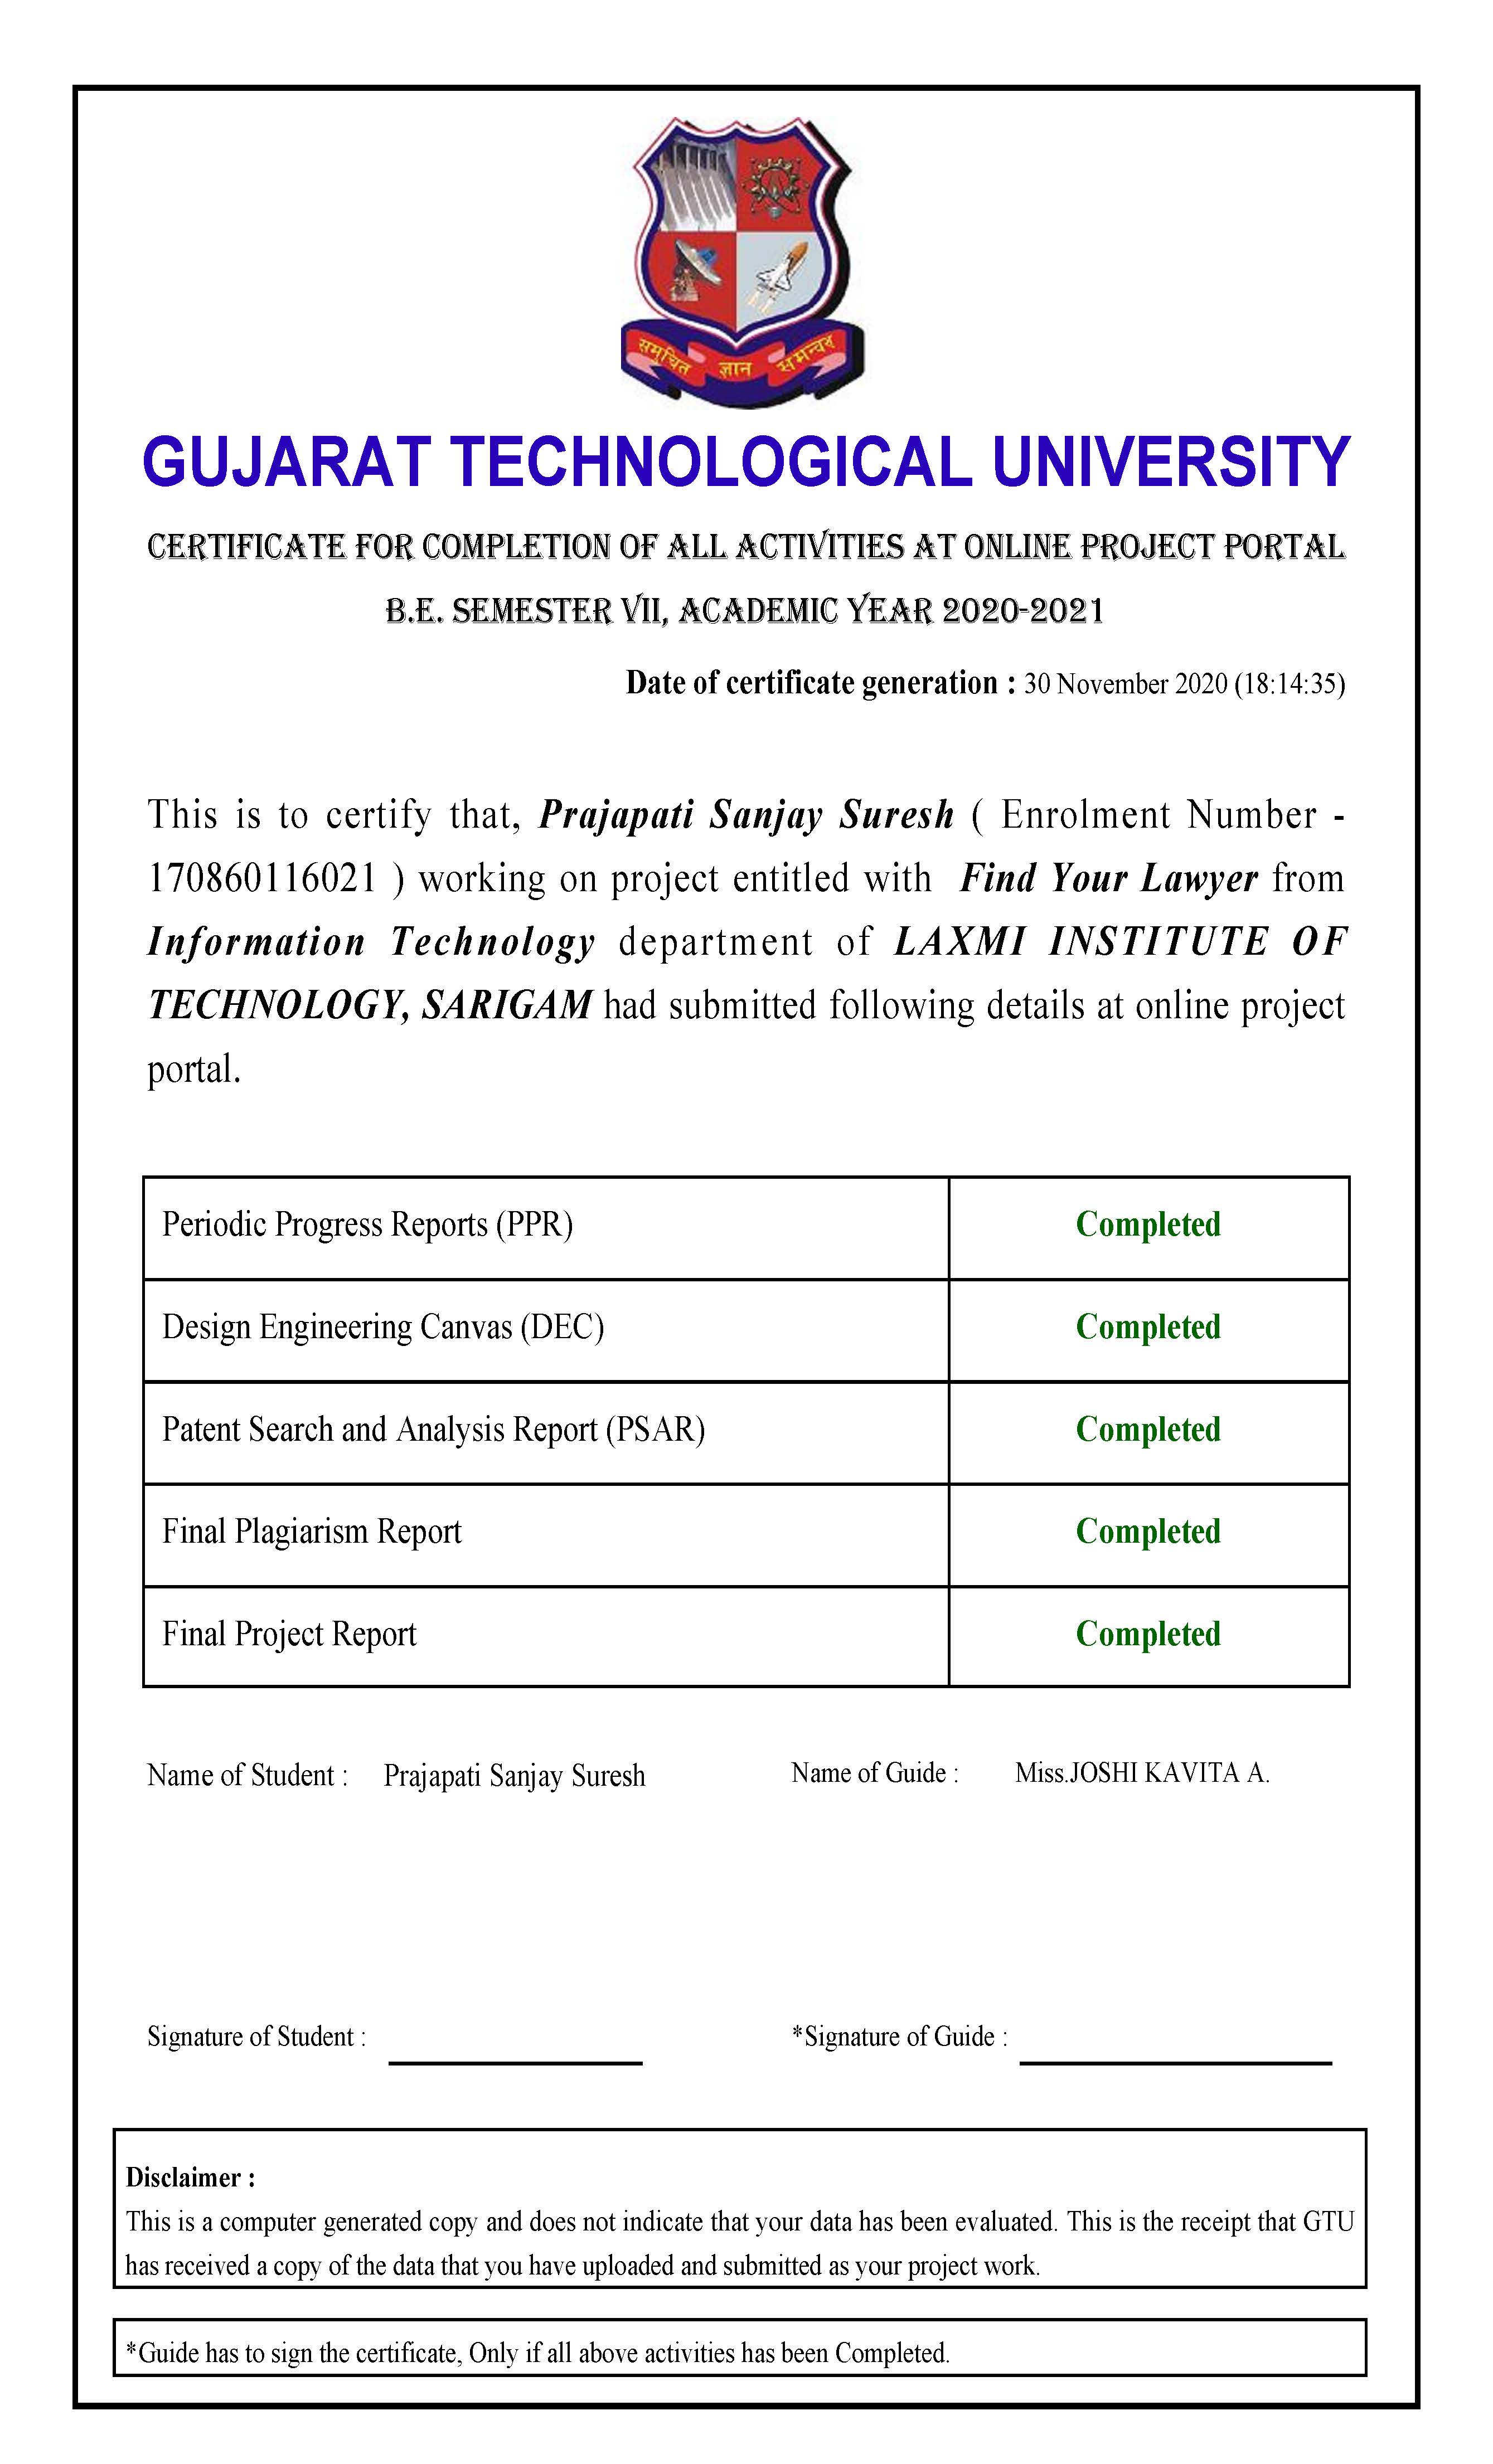 समुचित ज्ञान समन्वय
GUJARAT TECHNOLOGICAL UNIVERSITY
CERTIFICATE FOR COMPLETION OF ALL ACTIVITIES AT ONLINE PROJECT PORTAL
B.E. SEMESTER VII, ACADEMIC YEAR 2020-2021
Date of certificate generation : 30 November 2020 (18:14:35)
This is to certify that, Prajapati Sanjay Suresh ( Enrolment Number -
170860116021 ) working on project entitled with Find Your Lawyer from
Information Technology department of LAXMI INSTITUTE OF
TECHNOLOGY, SARIGAM had submitted following details at online project
portal.
Periodic Progress Reports (PPR) Completed
Design Engineering Canvas (DEC) Completed
Patent Search and Analysis Report (PSAR) Completed
Final Plagiarism Report Completed
Final Project Report Completed
Name of Student : Prajapati Sanjay Suresh Name of Guide : Miss.JOSHI KAVITA A.
Signature of Student : *Signature of Guide :
Disclaimer :
This is a computer generated copy and does not indicate that your data has been evaluated. This is the receipt that GTU
has received a copy of the data that you have uploaded and submitted as your project work.
*Guide has to sign the certificate, Only if all above activities has been Completed.